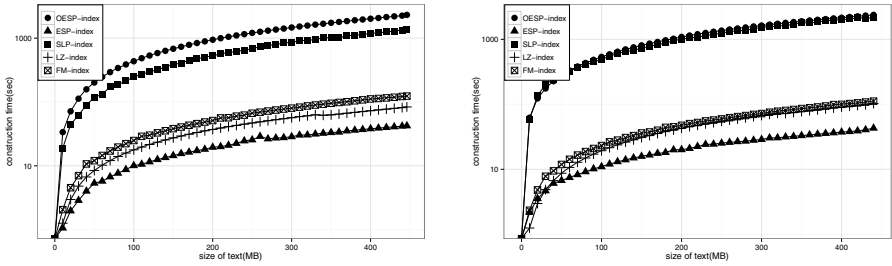 OESP-index
ESP-index
SLP-index
LZ-index
FM-index
1000
10
construction time(sec)
0 100 200 300 400
size of text(MB)
OESP-index
ESP-index
SLP-index
LZ-index
FM-index
1000
10
construction time(sec)
0 100 200 300 400
size of text(MB)